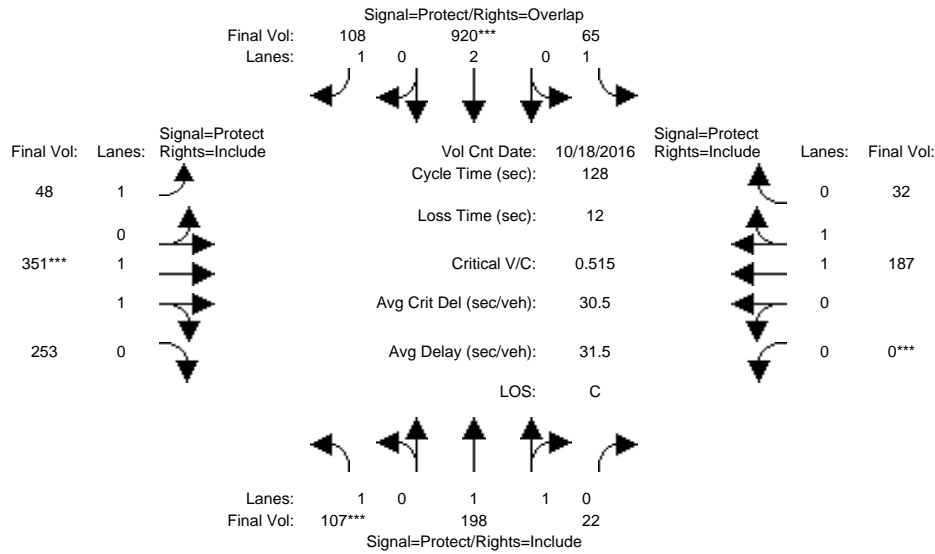 Signal=Protect/Rights=Overlap
Final Vol: 108 920*** 65
Lanes: 1 0 2 0 1
Signal=Protect
Final Vol: Lanes: Rights=Include
Vol Cnt Date: 10/18/2016
Signal=Protect
Rights=Include Lanes: Final Vol:
Cycle Time (sec): 128
48 1
0 32
Loss Time (sec): 12
0
1
351*** 1
Critical V/C: 0.515
1 187
1
Avg Crit Del (sec/veh): 30.5
0
253 0
Avg Delay (sec/veh): 31.5
0 0***
LOS: C
Lanes: 1 0 1 1 0
Final Vol: 107*** 198 22
Signal=Protect/Rights=Include